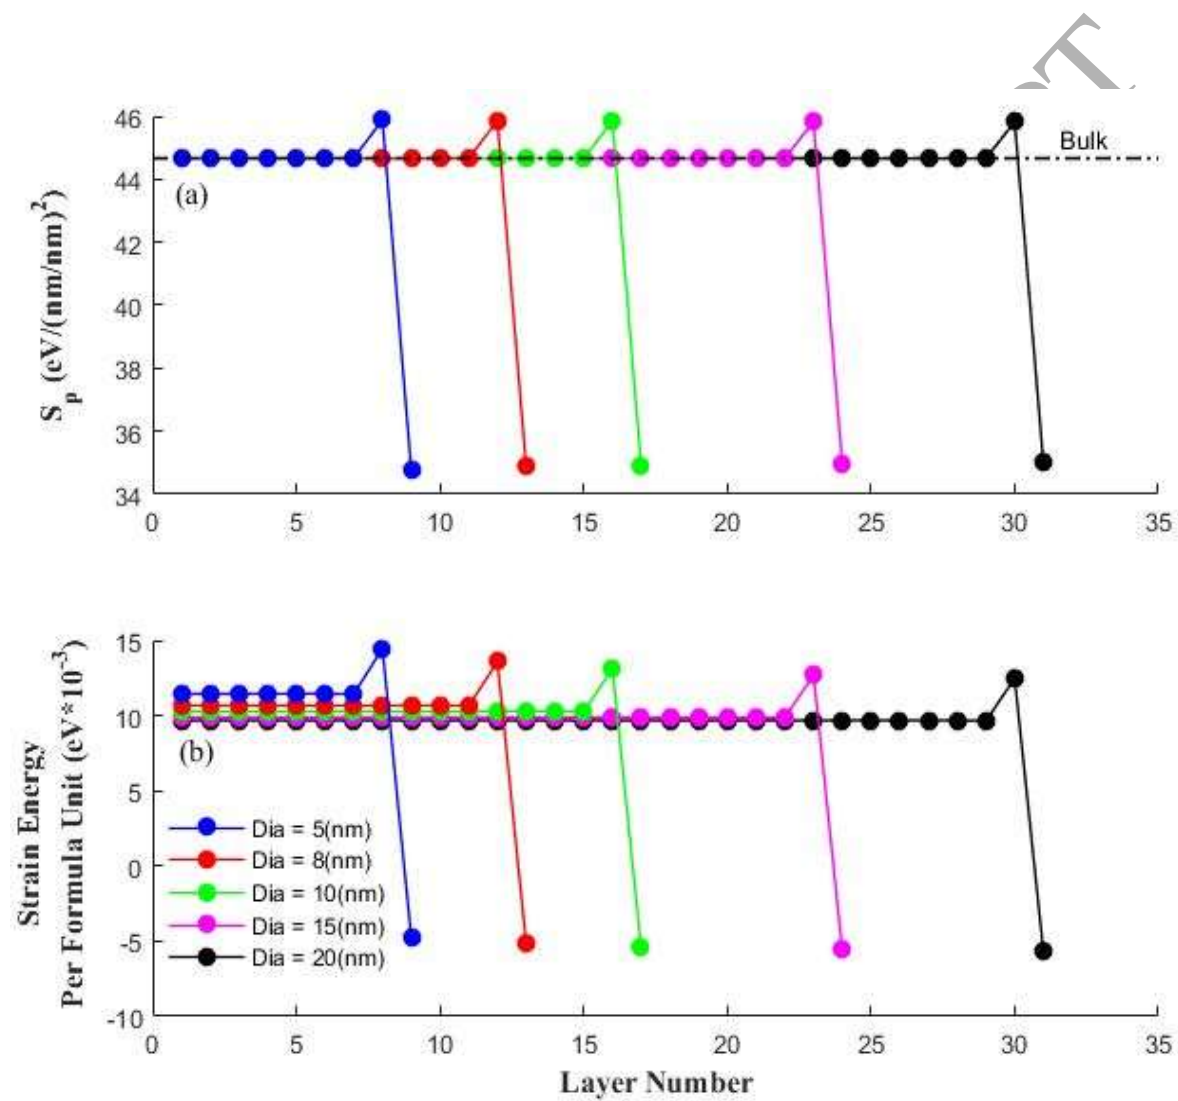 PT
46
44
42
40
38
36
34
S_p (eV/(nm/nm)^2
(a)
Bulk
0 5 10 15 20 25 30 35
15
10
5
0
-5
-10
Strain Energy
Per Formula Unit (eV*10^-3)
(b)
Dia = 5(nm)
Dia = 8(nm)
Dia = 10(nm)
Dia = 15(nm)
Dia = 20(nm)
0 5 10 15 20 25 30 35
Layer Number